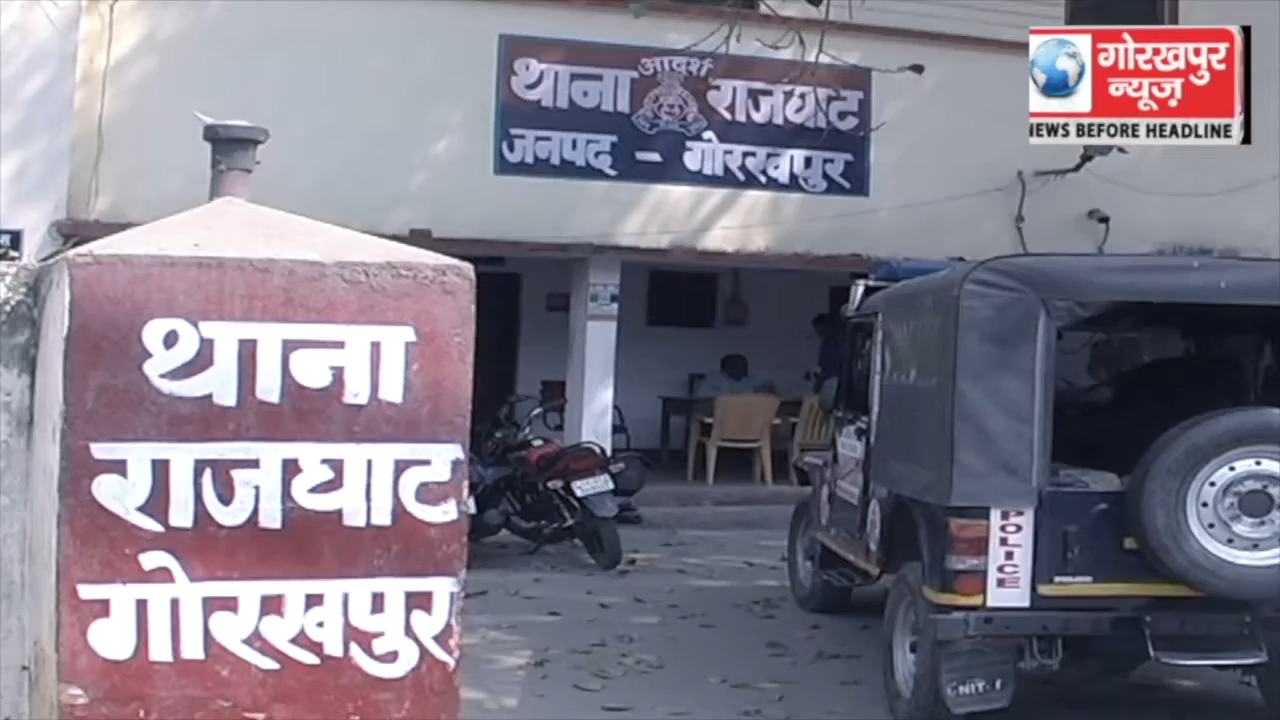 आदर्श
थाना राजघाट
जनपद - गोरखपुर
गोरखपुर
न्यूज़
NEWS BEFORE HEADLINE
थाना
राजघाट
गोरखपुर
POLICE